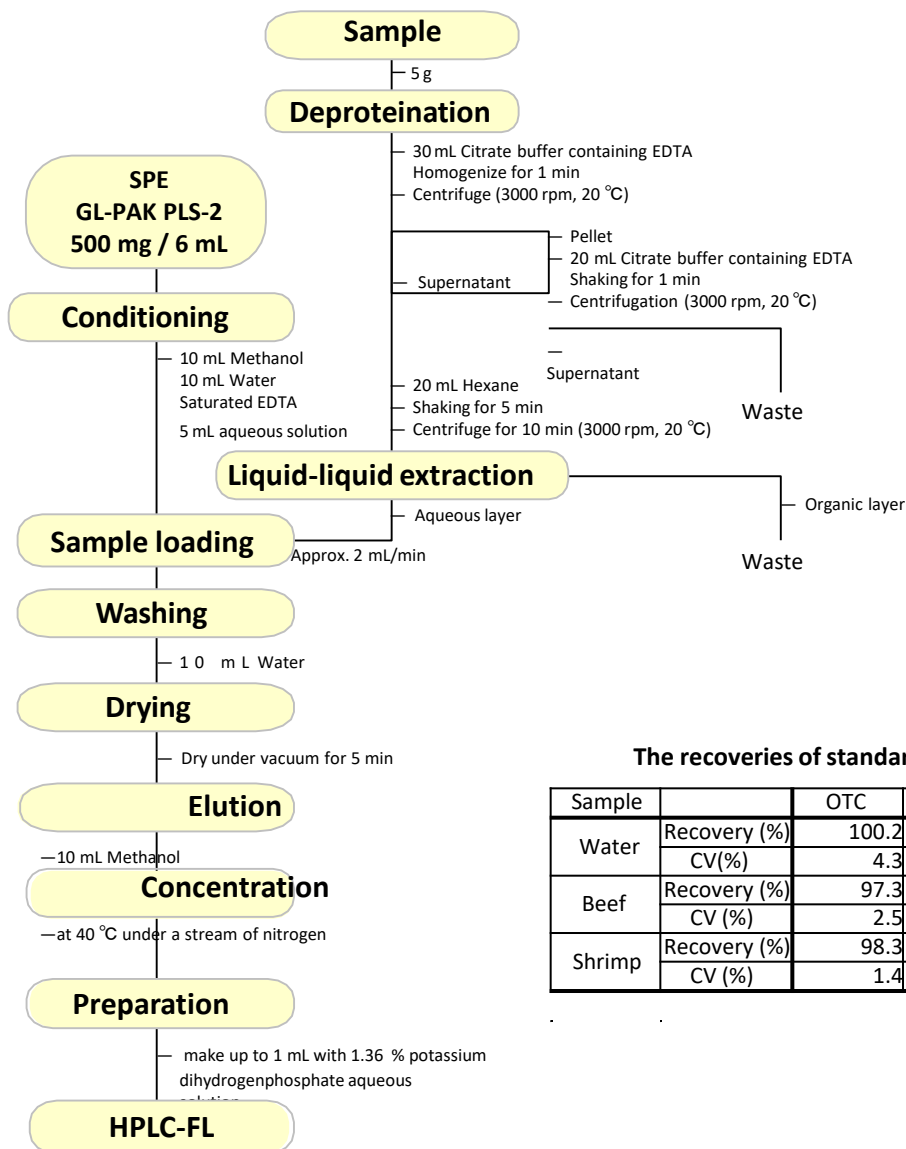 Sample
5 g
Deproteination
30 mL Citrate buffer containing EDTA
Homogenize for 1 min
Centrifuge (3000 rpm, 20 ℃)
Pellet
20 mL Citrate buffer containing EDTA
Shaking for 1 min
Centrifugation (3000 rpm, 20 ℃)
Supernatant
Supernatant
Waste
20 mL Hexane
Shaking for 5 min
Centrifuge for 10 min (3000 rpm, 20 ℃)
Liquid-liquid extraction
Organic layer
Waste
Aqueous layer
Approx. 2 mL/min
SPE
GL-PAK PLS-2
500 mg / 6 mL
Conditioning
10 mL Methanol
10 mL Water
Saturated EDTA
5 mL aqueous solution
Sample loading
Washing
1 0 m L Water
Drying
Dry under vacuum for 5 min
Elution
10 mL Methanol
Concentration
at 40 ℃ under a stream of nitrogen
Preparation
make up to 1 mL with 1.36 % potassium
dihydrogenphosphate aqueous
HPLC-FL
The recoveries of
Sample OTC
Water Recovery (%) 100.2
CV(%) 4.3
Beef Recovery (%) 97.3
CV (%) 2.5
Shrimp Recovery (%) 98.3
CV (%) 1.4